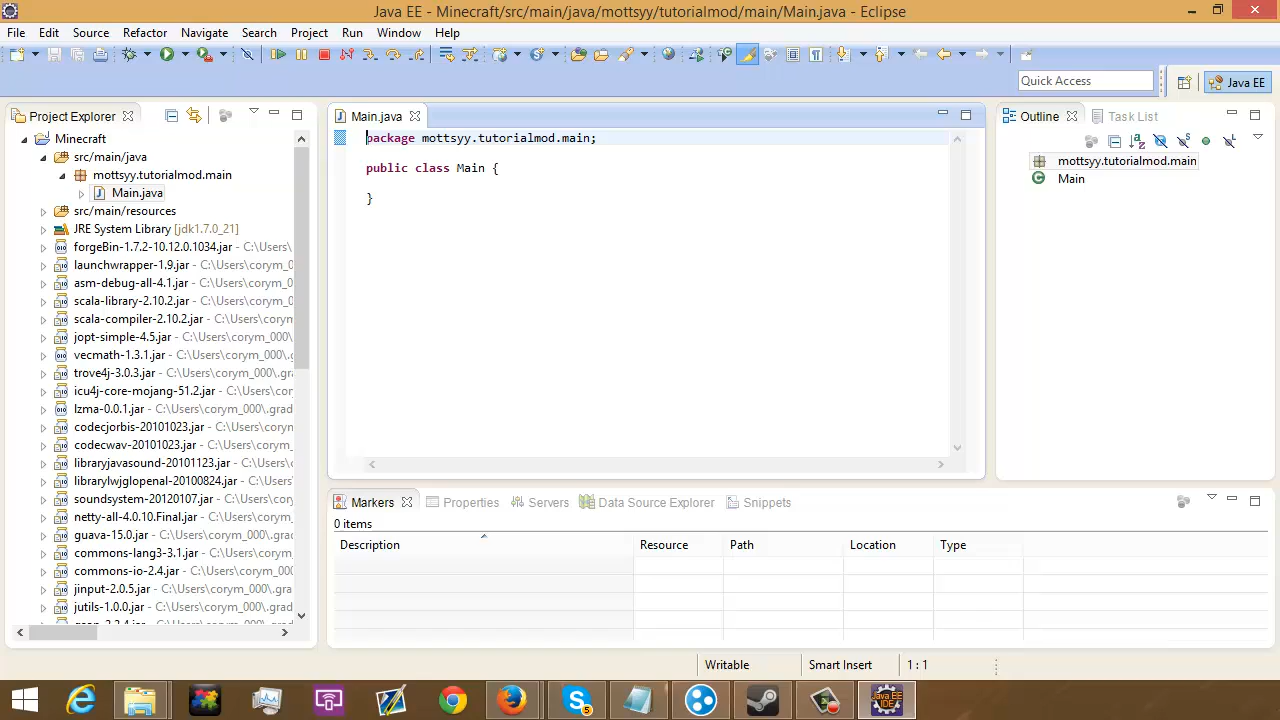 Java EE - Minecraft/src/main/java/mottsyy/tutorialmod/main/Main.java - Eclipse
File Edit Source Refactor Navigate Search Project Run Window Help
Quick Access
Java EE
Project Explorer
Minecraft
src/main/java
mottsyy.tutorialmod.main
Main.java
src/main/resources
JRE System Library [jdk1.7.0_21]
forgeBin-1.7.2-10.12.0.1034.jar - C:\Users\
launchwrapper-1.9.jar - C:\Users\corym_0
asm-debug-all-4.1.jar - C:\Users\corym_0
scala-library-2.10.2.jar - C:\Users\corym_0
scala-compiler-2.10.2.jar - C:\Users\corym
jopt-simple-4.5.jar - C:\Users\corym_000\
vecmath-1.3.1.jar - C:\Users\corym_000\.g
trove4j-3.0.3.jar - C:\Users\corym_000\.gra
icu4j-core-mojang-51.2.jar - C:\Users\cory
lzma-0.0.1.jar - C:\Users\corym_000\.grad
codecjorbis-20101023.jar - C:\Users\corym
codecwav-20101023.jar - C:\Users\corym_
libraryjavasound-20101123.jar - C:\Users\
librarylwjglopenal-20100824.jar - C:\Users
soundsystem-20120107.jar - C:\Users\cory
netty-all-4.0.10.Final.jar - C:\Users\corym_
guava-15.0.jar - C:\Users\corym_000\.grad
commons-lang3-3.1.jar - C:\Users\corym_
commons-io-2.4.jar - C:\Users\corym_000
jinput-2.0.5.jar - C:\Users\corym_000\.grad
jutils-1.0.0.jar - C:\Users\corym_000\.grad
Main.java
package mottsyy.tutorialmod.main;
public class Main {
}
Outline Task List
mottsyy.tutorialmod.main
Main
Markers Properties Servers Data Source Explorer Snippets
0 items
Description Resource Path Location Type
Writable Smart Insert 1 : 1